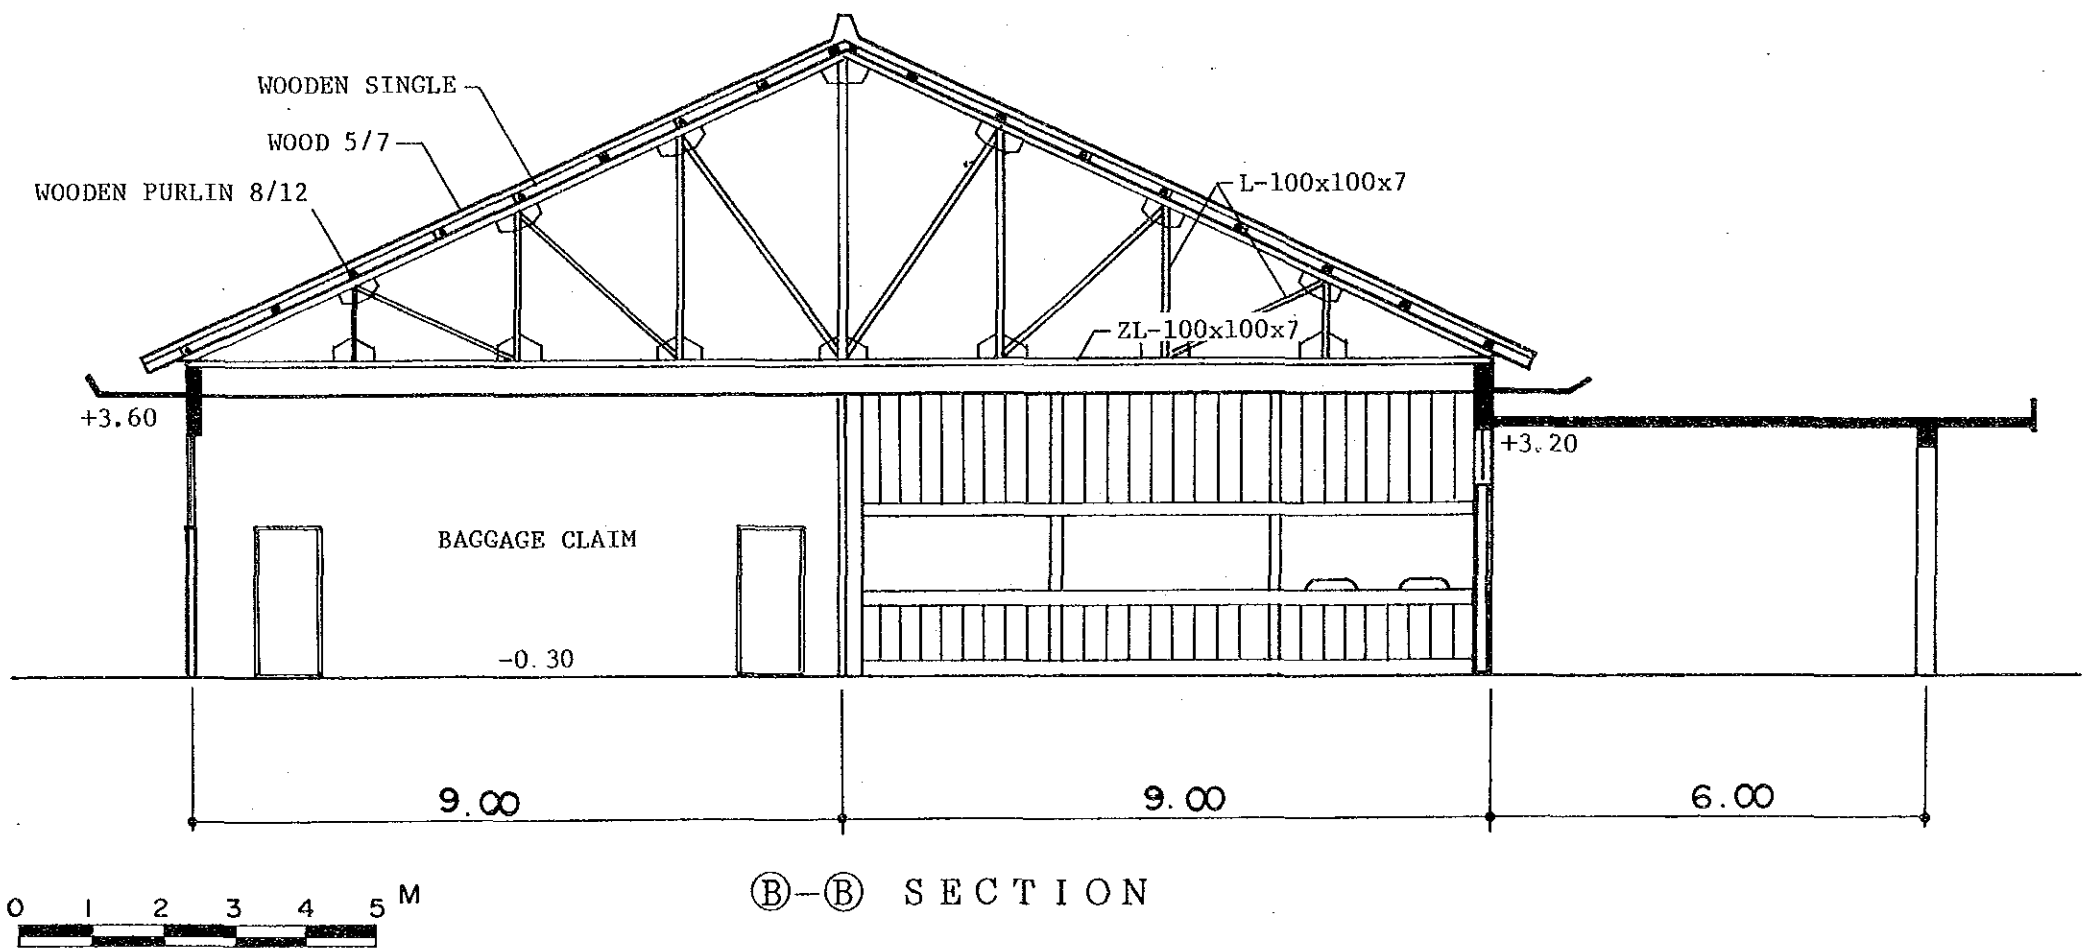 WOODEN SINGLE
WOOD 5/7
WOODEN PURLIN 8/12
L-100x100x7
ZL-100x100x7
+3.60
+3.20
BAGGAGE CLAIM
-0.30
9.00
9.00
6.00
B-B SECTION
0 1 2 3 4 5 M